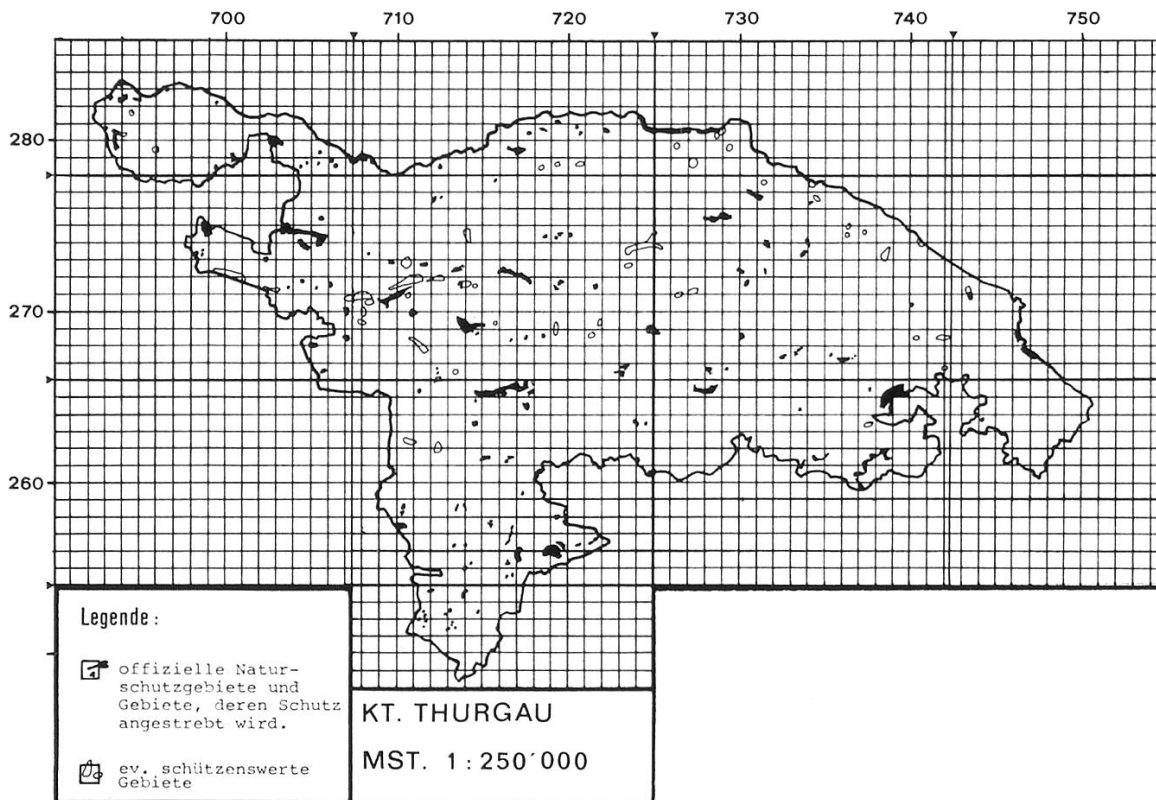 700 710 720 730 740 750
280
270
260
Legende :
1
offizielle Natur-
schutzgebiete und
Gebiete, deren Schutz
angestrebt wird.
ev. schützenswerte
Gebiete
KT. THURGAU
MST. 1 : 250´000